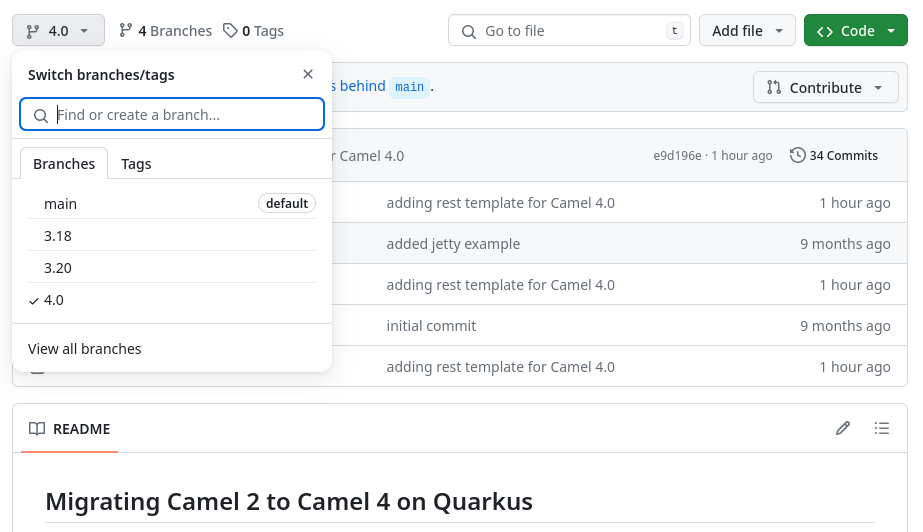 4.0
4 Branches
0 Tags
Go to file
t
Add file
Code
Switch branches/tags
behind main .
Contribute
Find or create a branch...
Camel 4.0
e9d196e · 1 hour ago
34 Commits
Branches
Tags
main
default
adding rest template for Camel 4.0
1 hour ago
3.18
added jetty example
9 months ago
3.20
adding rest template for Camel 4.0
1 hour ago
4.0
initial commit
9 months ago
View all branches
adding rest template for Camel 4.0
1 hour ago
README
Migrating Camel 2 to Camel 4 on Quarkus